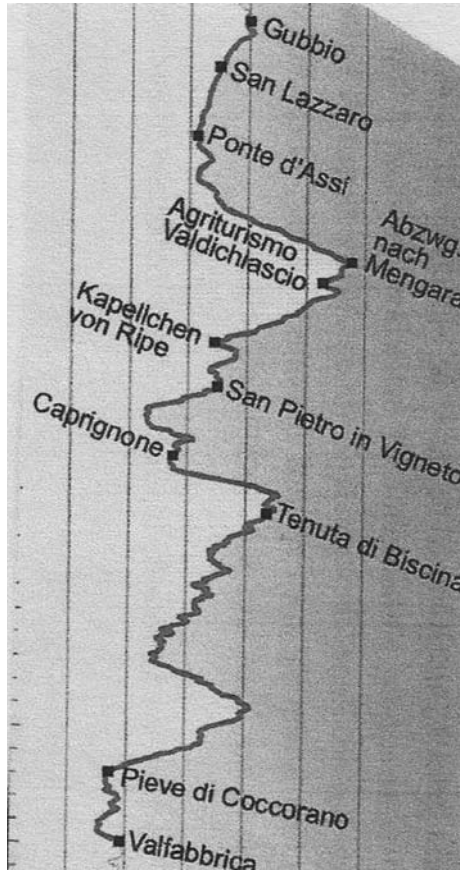 Gubbio
San Lazzaro
Ponte d'Assi
Abzwg.
nach
Mengara
Agriturismo
Valdichiascio
Kapellchen
von Ripe
San Pietro in Vigneto
Caprignone
Tenuta di Biscina
Pieve di Coccorano
Valfabbrica